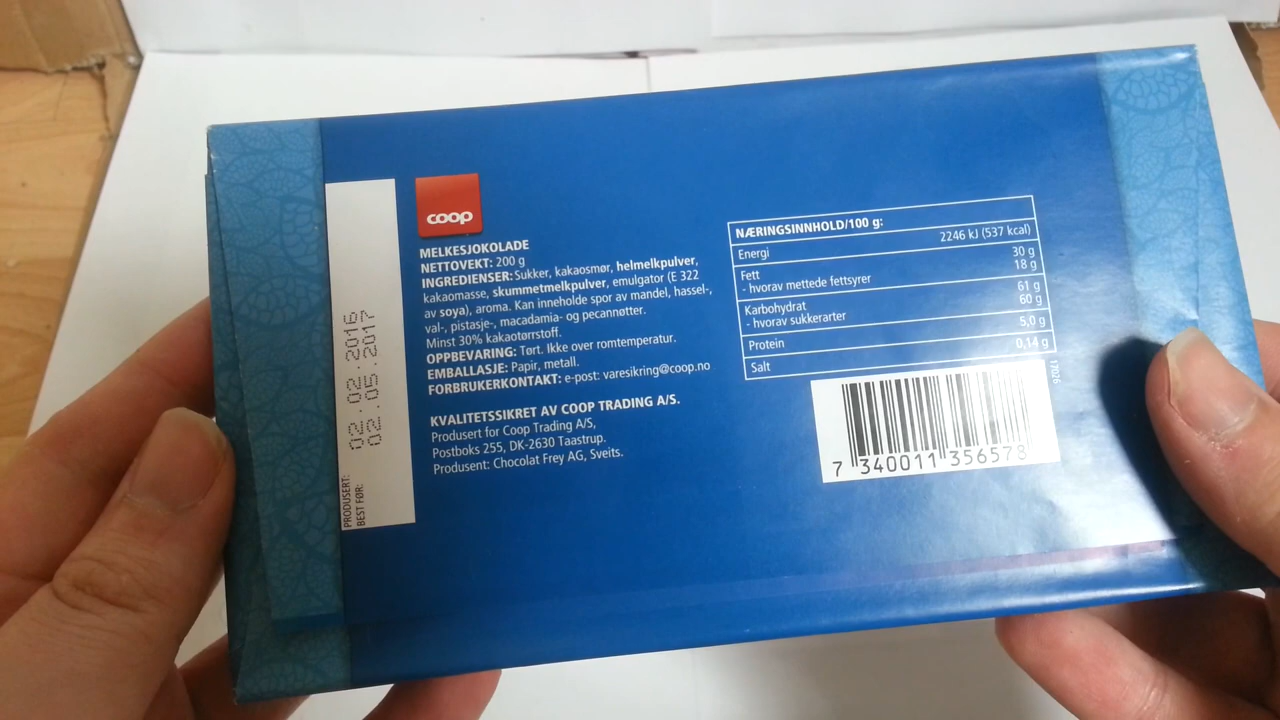 coop
MELKESJOKOLADE
NETTOVEKT: 200 g
INGREDIENSER: Sukker, kakaosmør, helmelkpulver,
kakaomasse, skummetmelkpulver, emulgator (E 322
av soya), aroma. Kan inneholde spor av mandel, hassel-,
val-, pistasje-, macadamia- og pecannøtter.
Minst 30% kakaotørrstoff.
OPPBEVARING: Tørt. Ikke over romtemperatur.
EMBALLASJE: Papir, metall.
FORBRUKERKONTAKT: e-post: varesikring@coop.no
KVALITETSSIKRET AV COOP TRADING A/S.
Produsert for Coop Trading A/S,
Postboks 255, DK-2630 Taastrup.
Produsent: Chocolat Frey AG, Sveits.
PRODUSERT: 02.02.2016
BEST FØR: 02.05.2017
NÆRINGSINNHOLD/100 g:
Energi 2246 kJ (537 kcal)
Fett 30 g
- hvorav mettede fettsyrer 18 g
Karbohydrat 61 g
- hvorav sukkerarter 60 g
Protein 5,0 g
Salt 0,14 g
17026
7 340011 356578